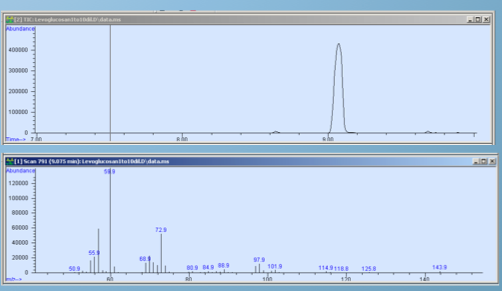 [2] TIC: Levoglucosan1to10dil.D\data.ms
Abundance
400000
300000
200000
100000
0
Time--> 7.00 8.00 9.00
[1] Scan 791 (9.075 min): Levoglucosan1to10dil.D\data.ms
Abundance
59.9
120000
100000
80000
72.9
60000
40000
55.9 68.9 97.9
20000
50.9 80.9 84.9 88.9 101.9 114.9 118.8 125.6 143.9
0
m/z--> 60 80 100 120 140